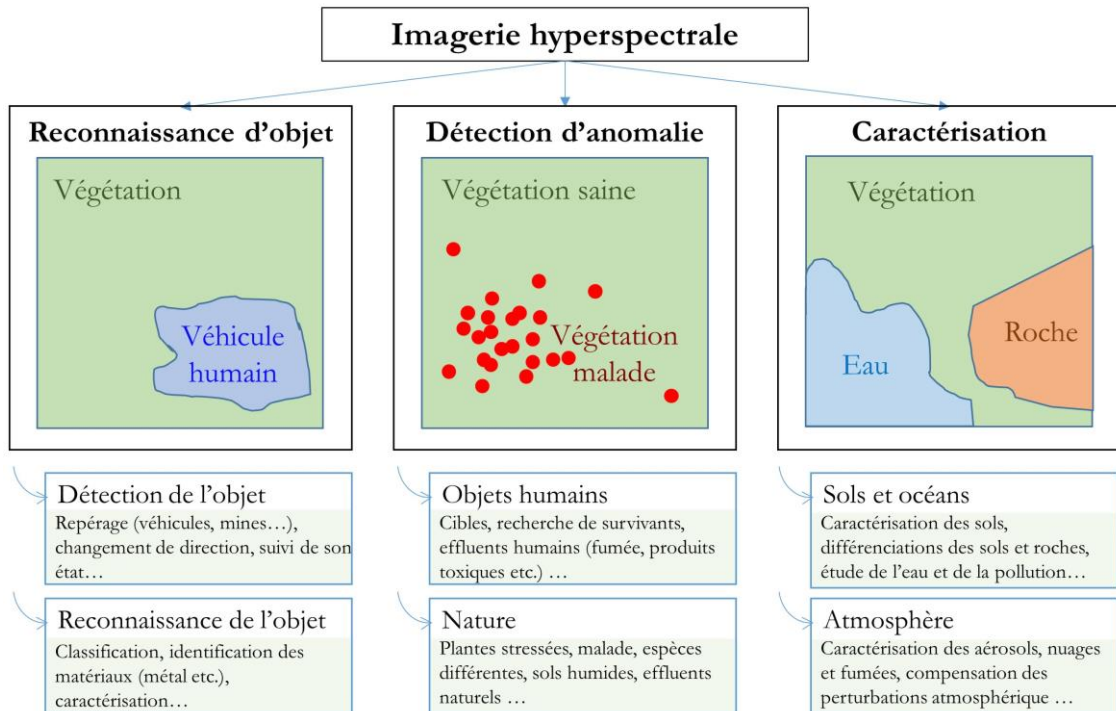 Imagerie hyperspectrale
Reconnaissance d'objet
Végétation
Véhicule
humain
Détection de l'objet
Repérage (véhicules, mines…),
changement de direction, suivi de son
état…
Reconnaissance de l'objet
Classification, identification des
matériaux (métal etc.),
caractérisation…
Détection d'anomalie
Végétation saine
Végétation
malade
Objets humains
Cibles, recherche de survivants,
effluents humains (fumée, produits
toxiques etc.) …
Nature
Plantes stressées, malade, espèces
différentes, sols humides, effluents
naturels …
Caractérisation
Végétation
Roche
Eau
Sols et océans
Caractérisation des sols,
différenciations des sols et roches,
étude de l'eau et de la pollution…
Atmosphère
Caractérisation des aérosols, nuages
et fumées, compensation des
perturbations atmosphérique …